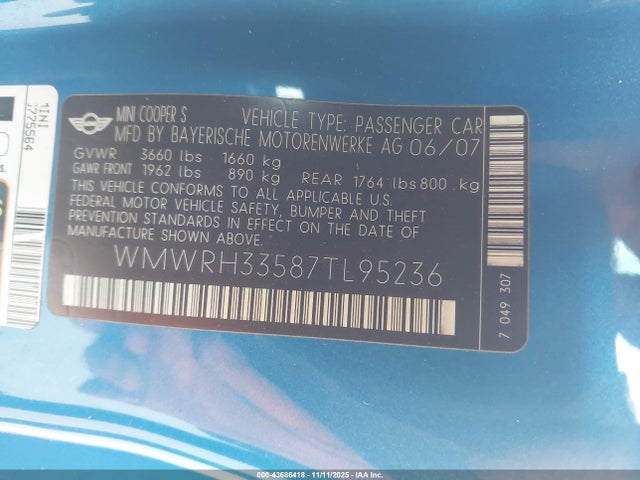 MINI COOPER S VEHICLE TYPE: PASSENGER CAR
MFD BY BAYERISCHE MOTORENWERKE AG 06/07
GVWR 3660 lbs 1660 kg
GAWR FRONT 1962 lbs 890 kg REAR 1764 lbs 800 kg
THIS VEHICLE CONFORMS TO ALL APPLICABLE U.S.
FEDERAL MOTOR VEHICLE SAFETY, BUMPER AND THEFT
PREVENTION STANDARDS IN EFFECT ON THE DATE OF
MANUFACTURE SHOWN ABOVE.
WMWRH33587TL95236
7 049 307
IAA 00-43686418 - 11/11/2025 - IAAI.COM